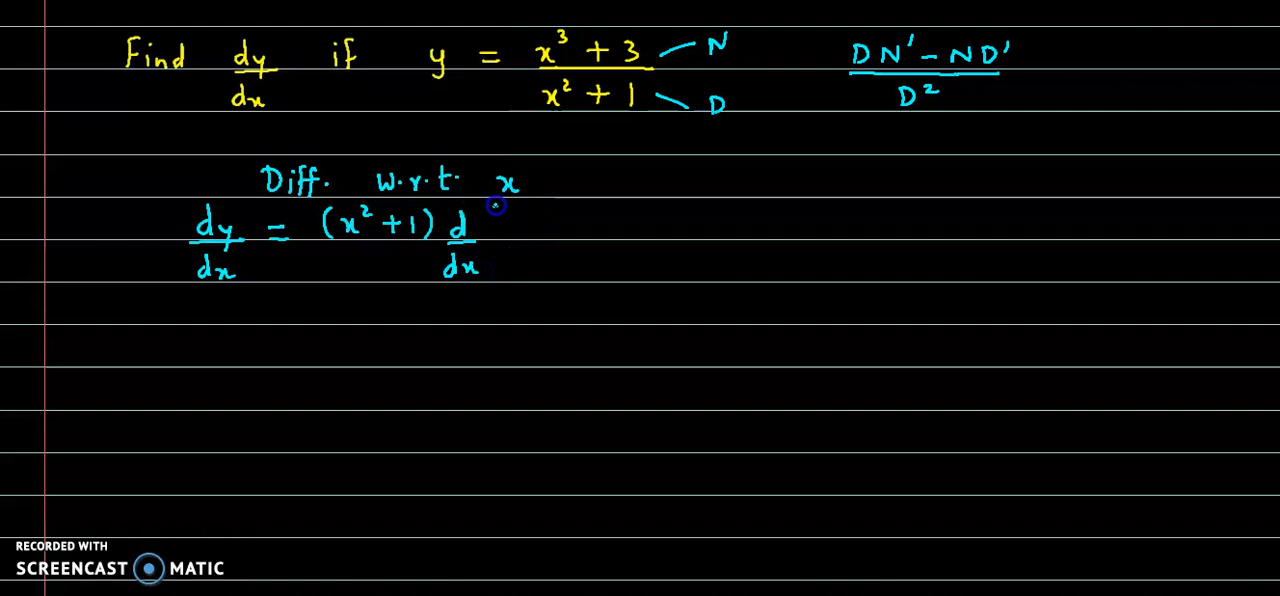 Find dy/dx if y = (x³ + 3)/(x² + 1) N D (DN' - ND')/D²
Diff. w.r.t. x
dy/dx = (x² + 1) d/dx
RECORDED WITH
SCREENCAST MATIC